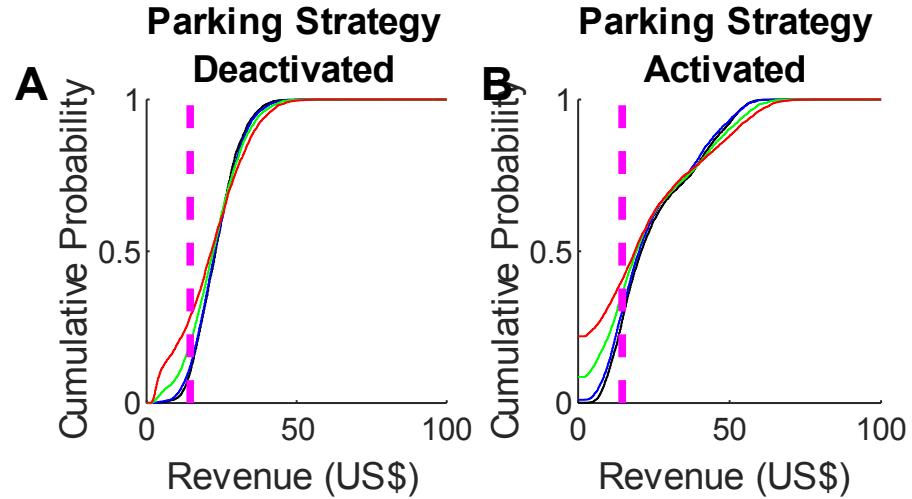 Parking Strategy
Deactivated
A
Cumulative Probability
1
0.5
0
0
50
100
Revenue (US$)
Parking Strategy
Activated
B
Cumulative Probability
1
0.5
0
0
50
100
Revenue (US$)